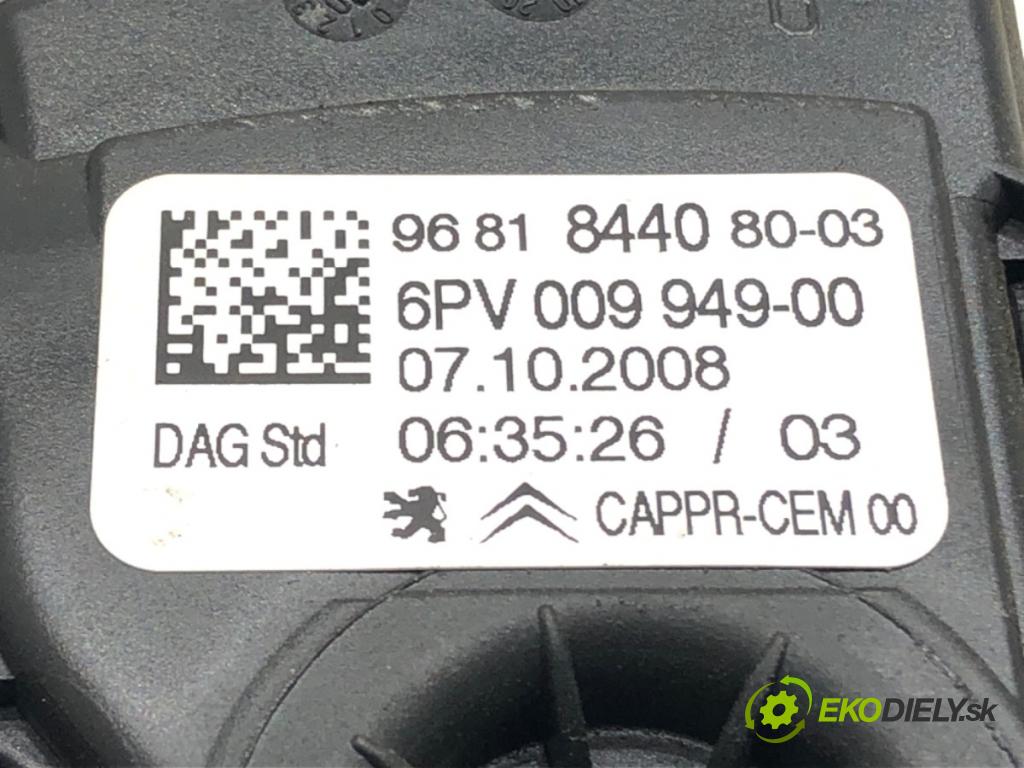 96 81 8440 80-03
6PV 009 949-00
07.10.2008
DAG Std 06:35:26 / 03
CAPPR-CEM 00
EKODIELY.sk